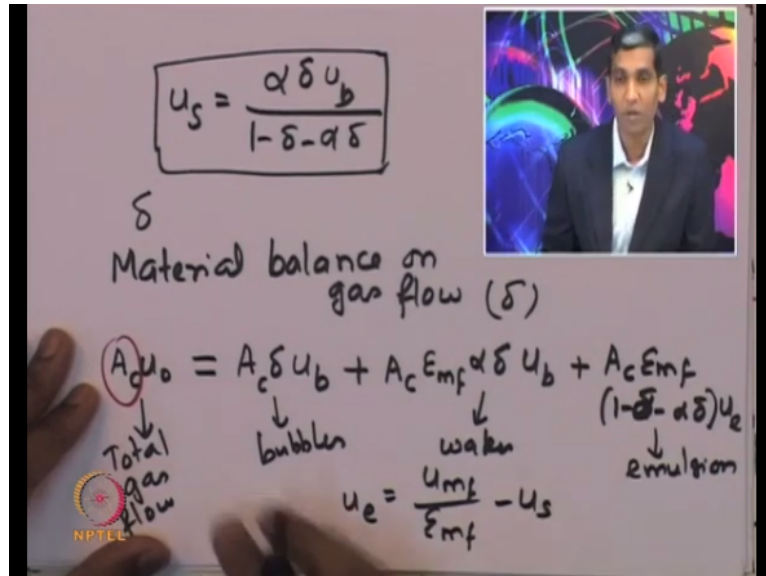 u_s = αδu_b / (1-δ-αδ)
δ
Material balance on
gas flow (δ)
A_c u_0 = A_c δ u_b + A_c ε_mf αδ u_b + A_c ε_mf
(1-δ-αδ)u_e
Total gas flow
bubbles
wakes
emulsion
u_e = u_mf / ε_mf - u_s
NPTEL